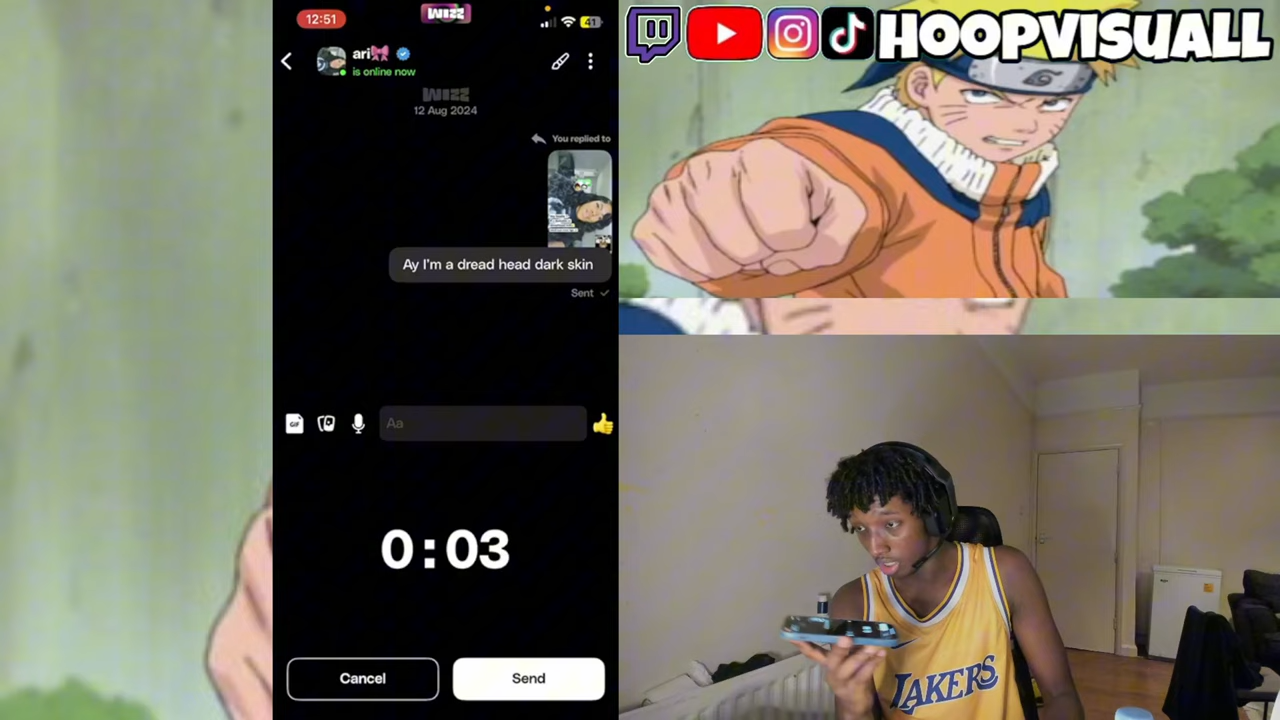 12:51
WIZZ
41
ari
is online now
WIZZ
12 Aug 2024
You replied to
Ay I'm a dread head dark skin
Sent
GIF
Aa
0:03
Cancel
Send
HOOPVISUALL
LAKERS